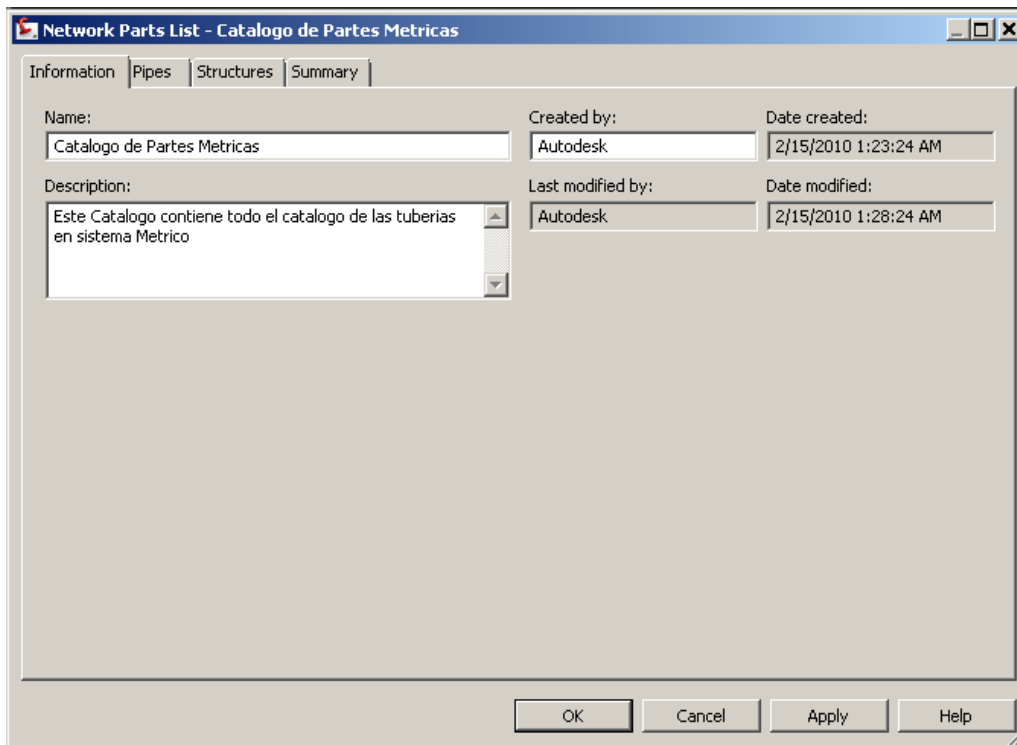 Network Parts List - Catalogo de Partes Metricas
Information Pipes Structures Summary
Name: Created by: Date created:
Catalogo de Partes Metricas Autodesk 2/15/2010 1:23:24 AM
Description: Last modified by: Date modified:
Este Catalogo contiene todo el catalogo de las tuberias Autodesk 2/15/2010 1:28:24 AM
en sistema Metrico
OK Cancel Apply Help